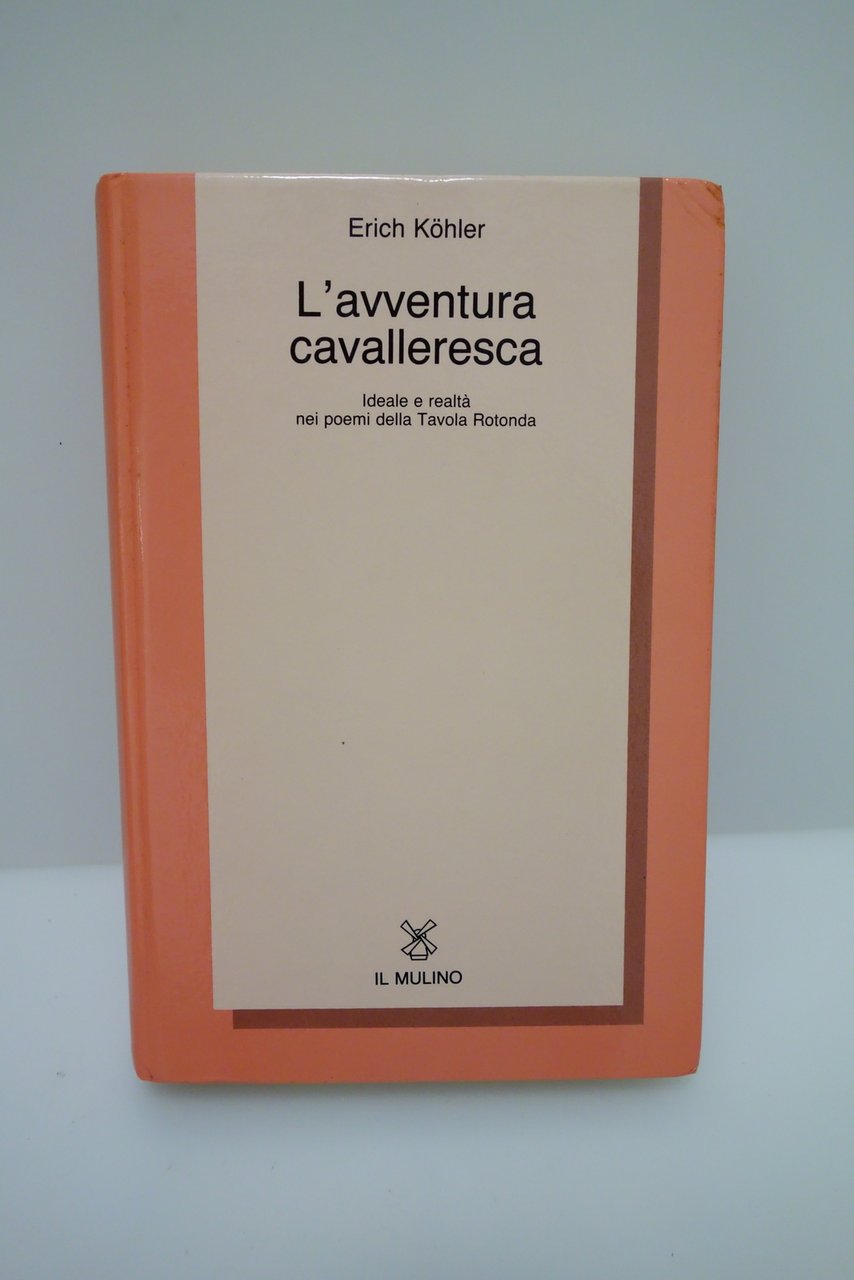 Erich Köhler
L'avventura
cavalleresca
Ideale e realtà
nei poemi della Tavola Rotonda
IL MULINO